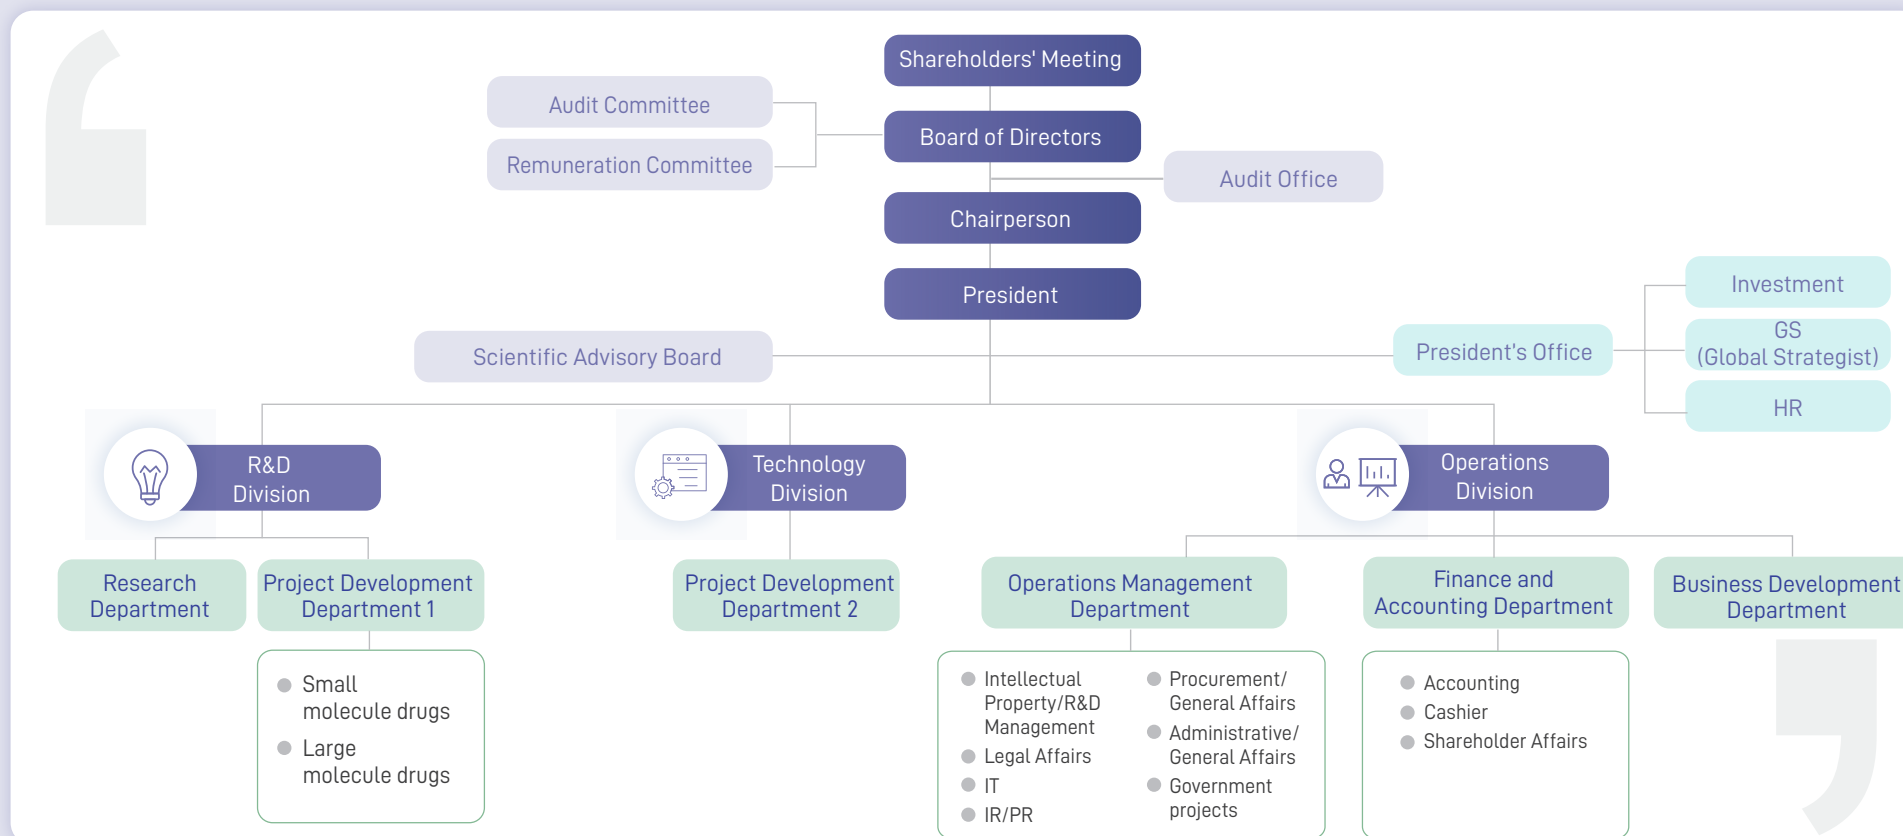 Shareholders' Meeting
Audit Committee
Board of Directors
Remuneration Committee
Audit Office
Chairperson
President
Investment
Scientific Advisory Board
President's Office
GS
(Global Strategist)
HR
R&D
Division
Technology
Division
Operations
Division
Research
Department
Project Development
Department 1
Project Development
Department 2
Operations Management
Department
Finance and
Accounting Department
Business Development
Department
Small
molecule drugs
Large
molecule drugs
Intellectual
Property/R&D
Management
Legal Affairs
IT
IR/PR
Procurement/
General Affairs
Administrative/
General Affairs
Government
projects
Accounting
Cashier
Shareholder Affairs